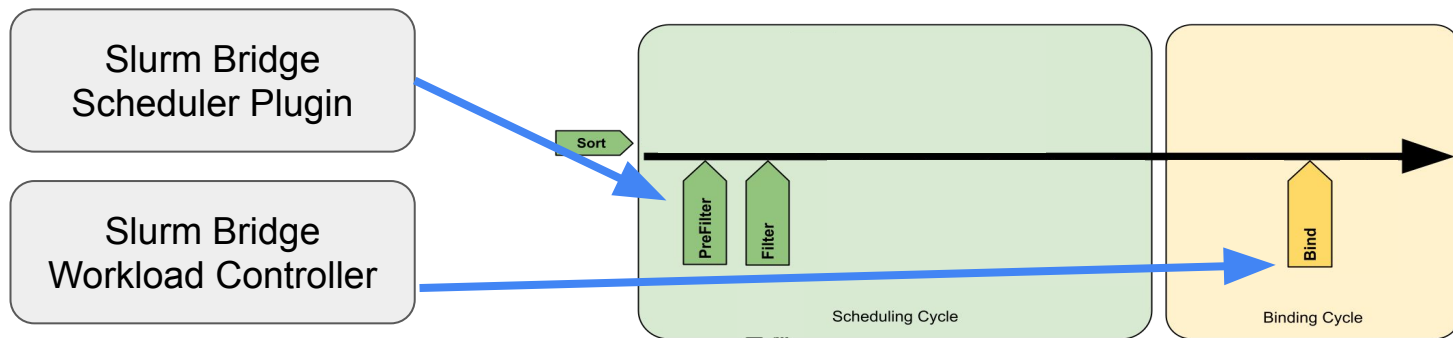 Slurm Bridge
Scheduler Plugin
Slurm Bridge
Workload Controller
Sort
PreFilter
Filter
Bind
Scheduling Cycle
Binding Cycle